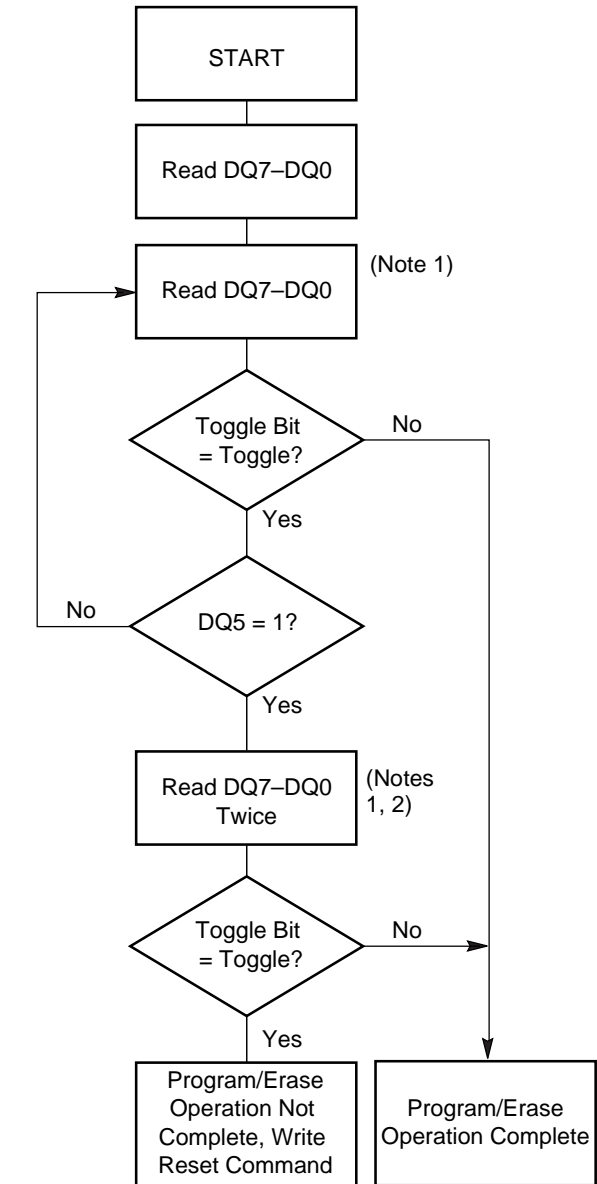 START
Read DQ7–DQ0
Read DQ7–DQ0
(Note 1)
Toggle Bit
= Toggle?
No
Yes
DQ5 = 1?
No
Yes
Read DQ7–DQ0
Twice
(Notes
1, 2)
Toggle Bit
= Toggle?
No
Yes
Program/Erase
Operation Not
Complete, Write
Reset Command
Program/Erase
Operation Complete